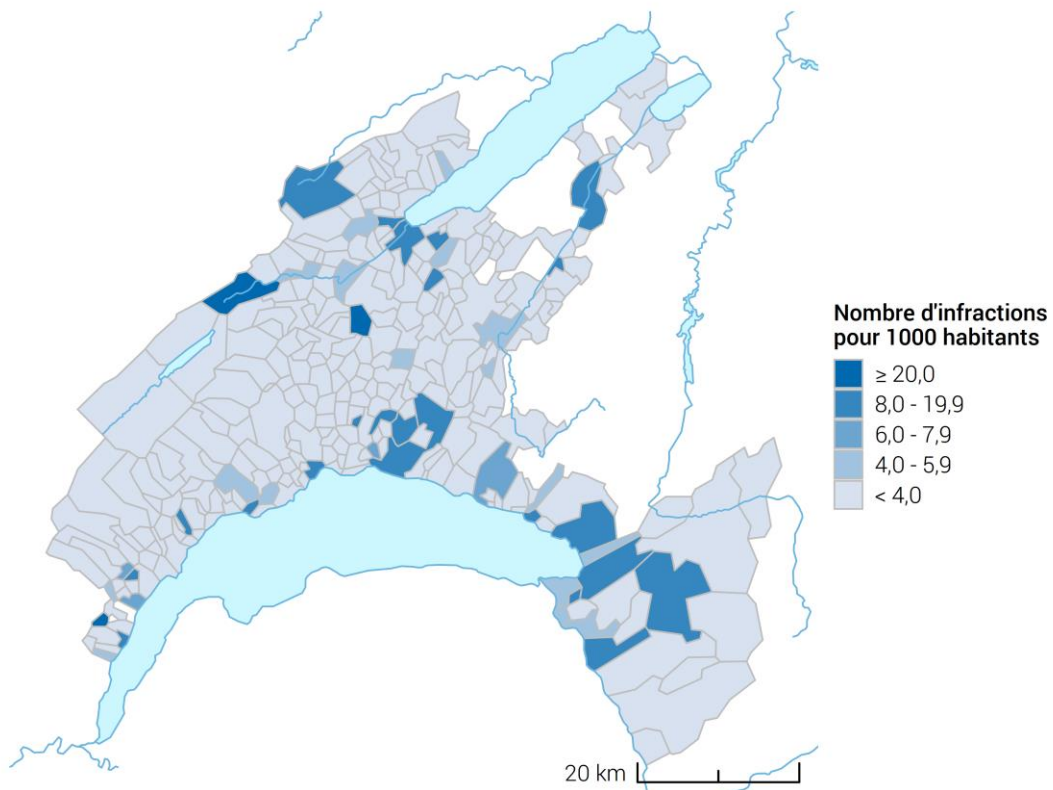 Nombre d'infractions
pour 1000 habitants
≥ 20,0
8,0 - 19,9
6,0 - 7,9
4,0 - 5,9
< 4,0
20 km